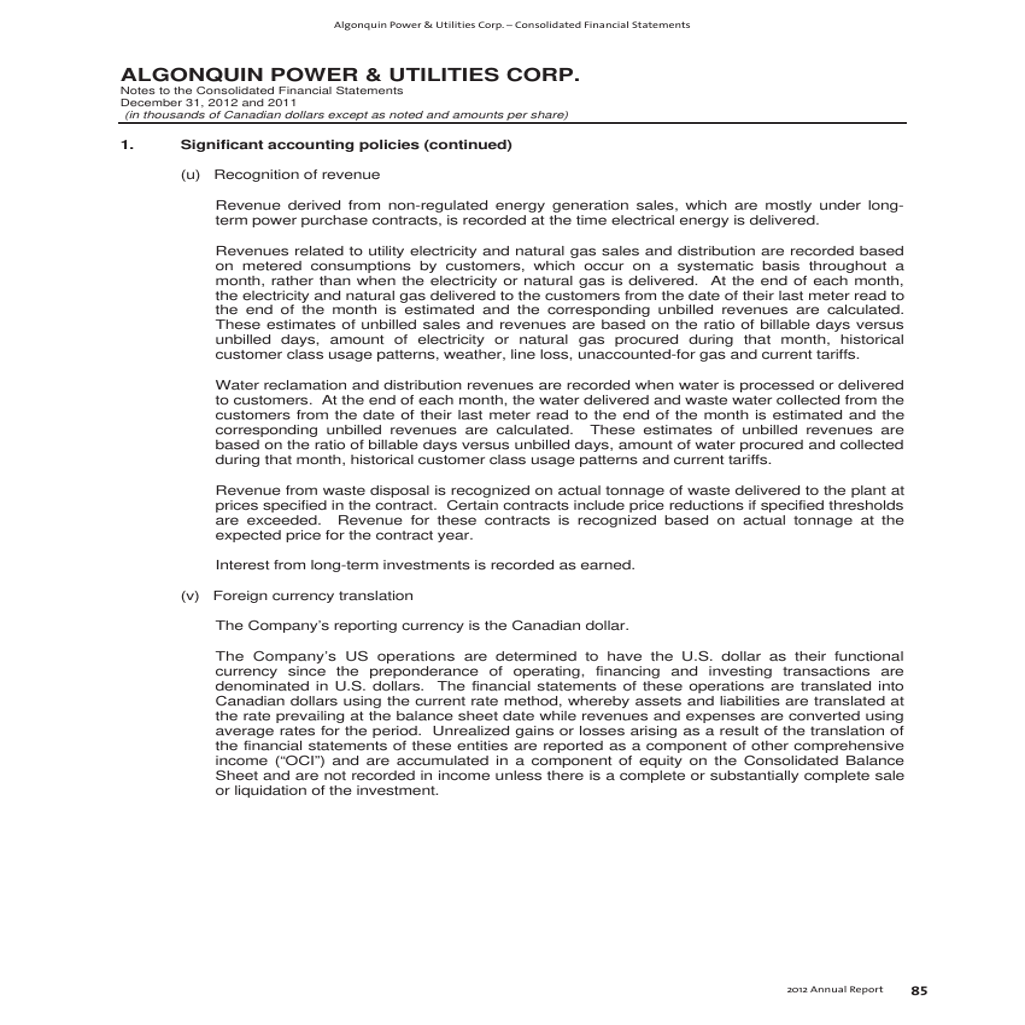 Algonquin Power & Utilities Corp. – Consolidated Financial Statements
ALGONQUIN POWER & UTILITIES CORP.
Notes to the Consolidated Financial Statements
December 31, 2012 and 2011
(in thousands of Canadian dollars except as noted and amounts per share)
1. Significant accounting policies (continued)
(u) Recognition of revenue
Revenue derived from non-regulated energy generation sales, which are mostly under long-
term power purchase contracts, is recorded at the time electrical energy is delivered.
Revenues related to utility electricity and natural gas sales and distribution are recorded based
on metered consumptions by customers, which occur on a systematic basis throughout a
month, rather than when the electricity or natural gas is delivered. At the end of each month,
the electricity and natural gas delivered to the customers from the date of their last meter read to
the end of the month is estimated and the corresponding unbilled revenues are calculated.
These estimates of unbilled sales and revenues are based on the ratio of billable days versus
unbilled days, amount of electricity or natural gas procured during that month, historical
customer class usage patterns, weather, line loss, unaccounted-for gas and current tariffs.
Water reclamation and distribution revenues are recorded when water is processed or delivered
to customers. At the end of each month, the water delivered and waste water collected from the
customers from the date of their last meter read to the end of the month is estimated and the
corresponding unbilled revenues are calculated. These estimates of unbilled revenues are
based on the ratio of billable days versus unbilled days, amount of water procured and collected
during that month, historical customer class usage patterns and current tariffs.
Revenue from waste disposal is recognized on actual tonnage of waste delivered to the plant at
prices specified in the contract. Certain contracts include price reductions if specified thresholds
are exceeded. Revenue for these contracts is recognized based on actual tonnage at the
expected price for the contract year.
Interest from long-term investments is recorded as earned.
(v) Foreign currency translation
The Company's reporting currency is the Canadian dollar.
The Company's US operations are determined to have the U.S. dollar as their functional
currency since the preponderance of operating, financing and investing transactions are
denominated in U.S. dollars. The financial statements of these operations are translated into
Canadian dollars using the current rate method, whereby assets and liabilities are translated at
the rate prevailing at the balance sheet date while revenues and expenses are converted using
average rates for the period. Unrealized gains or losses arising as a result of the translation of
the financial statements of these entities are reported as a component of other comprehensive
income (“OCI”) and are accumulated in a component of equity on the Consolidated Balance
Sheet and are not recorded in income unless there is a complete or substantially complete sale
or liquidation of the investment.
2012 Annual Report 85